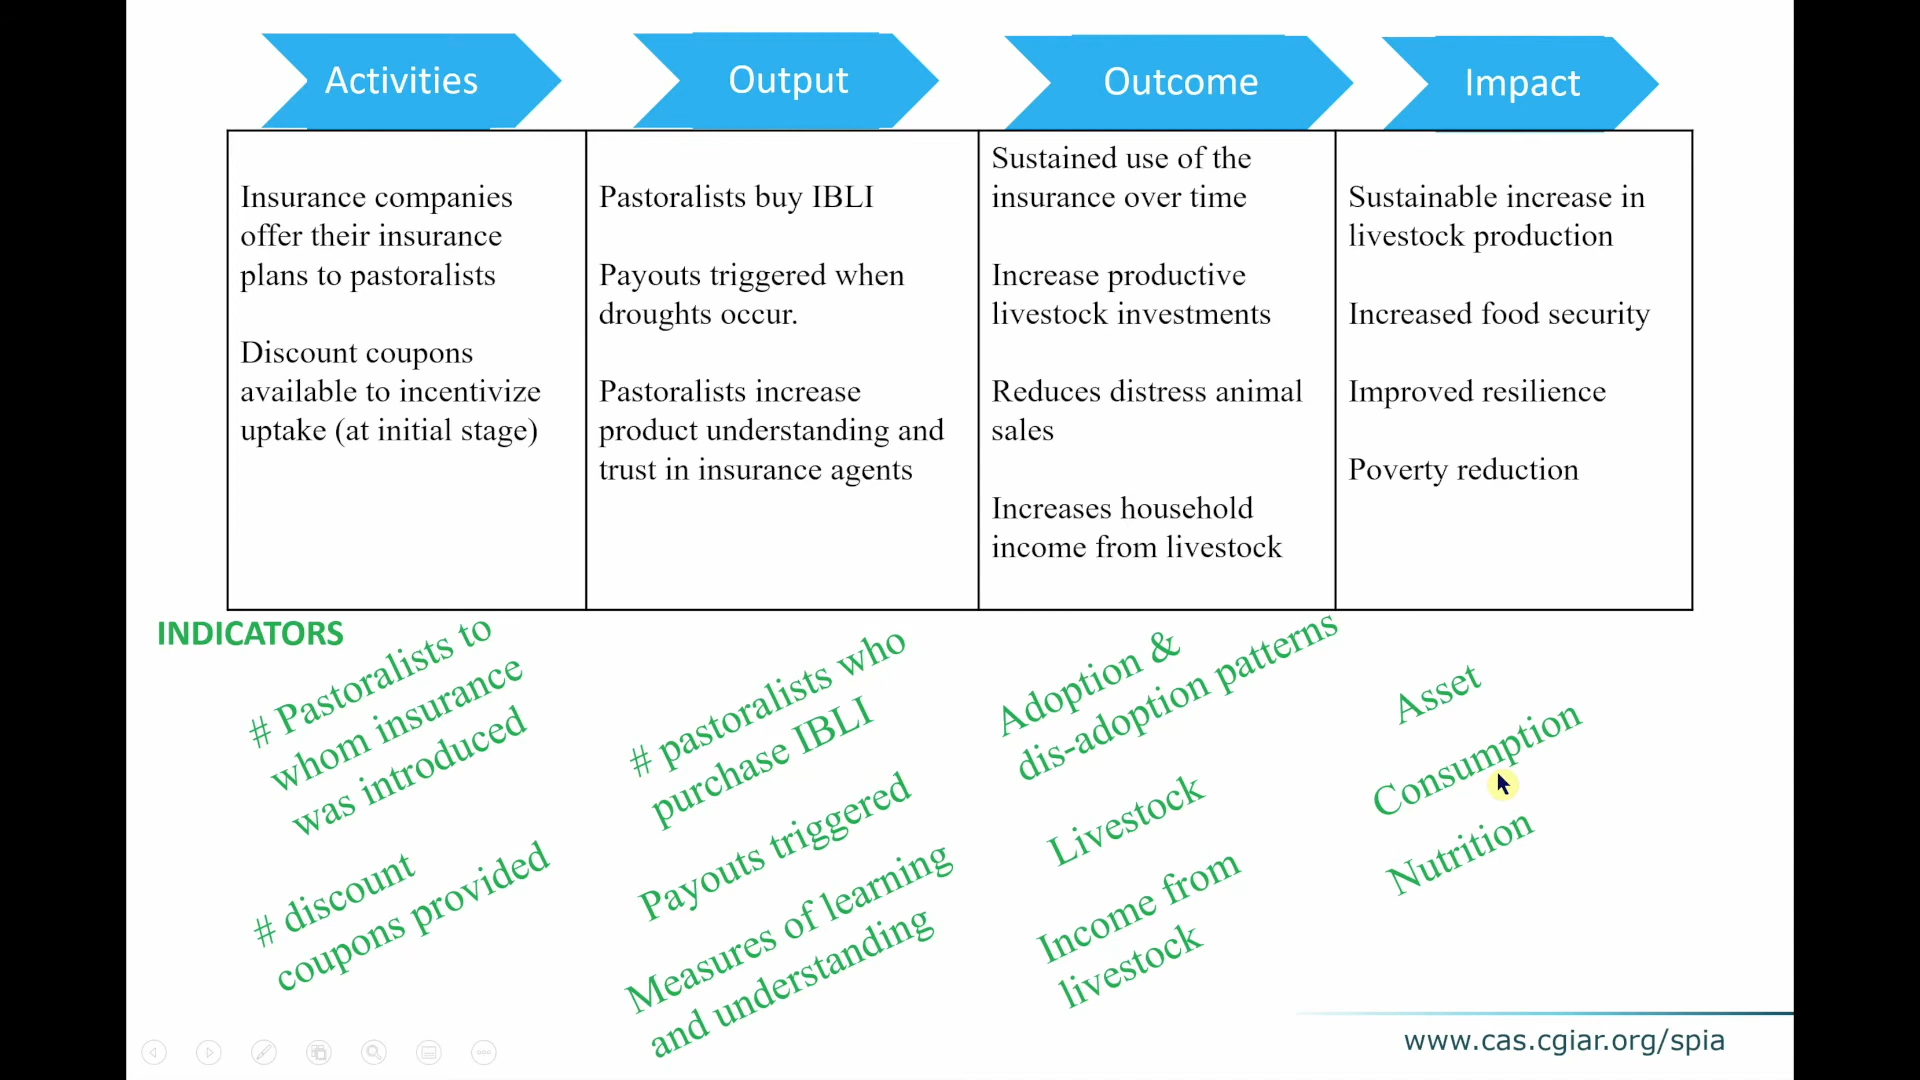 Activities
Output
Outcome
Impact
Insurance companies
offer their insurance
plans to pastoralists
Discount coupons
available to incentivize
uptake (at initial stage)
Pastoralists buy IBLI
Payouts triggered when
droughts occur.
Pastoralists increase
product understanding and
trust in insurance agents
Sustained use of the
insurance over time
Increase productive
livestock investments
Reduces distress animal
sales
Increases household
income from livestock
Sustainable increase in
livestock production
Increased food security
Improved resilience
Poverty reduction
INDICATORS
# Pastoralists to
whom insurance
was introduced
# discount
coupons provided
# pastoralists who
purchase IBLI
Payouts triggered
Measures of learning
and understanding
Adoption &
dis-adoption patterns
Livestock
Income from
livestock
Asset
Consumption
Nutrition
www.cas.cgiar.org/spia